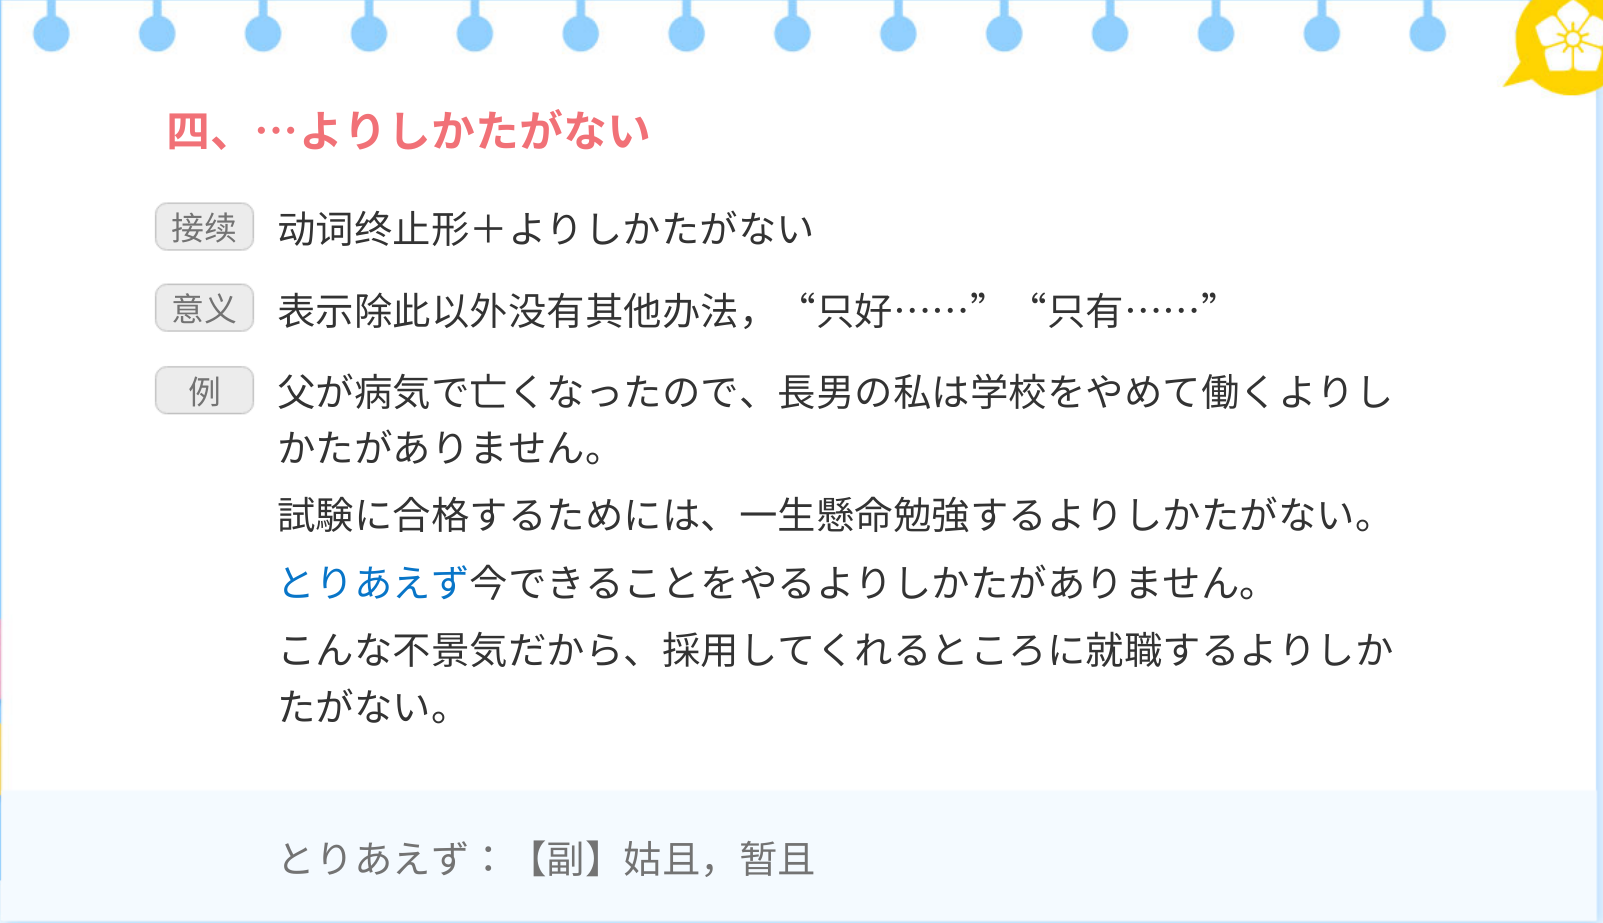 四、…よりしかたがない
接续 动词终止形＋よりしかたがない
意义 表示除此以外没有其他办法，“只好……” “只有……”
例 父が病気で亡くなったので、長男の私は学校をやめて働くよりし
かたがありません。
試験に合格するためには、一生懸命勉強するよりしかたがない。
とりあえず今できることをやるよりしかたがありません。
こんな不景気だから、採用してくれるところに就職するよりしか
たがない。
とりあえず：【副】姑且，暂且